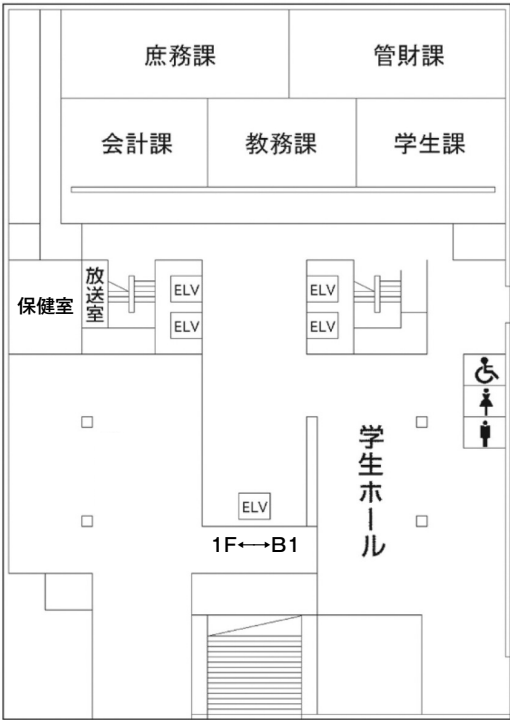 庶務課
管財課
会計課
教務課
学生課
保健室
放送室
ELV
ELV
ELV
ELV
学生ホール
ELV
1F⟷B1